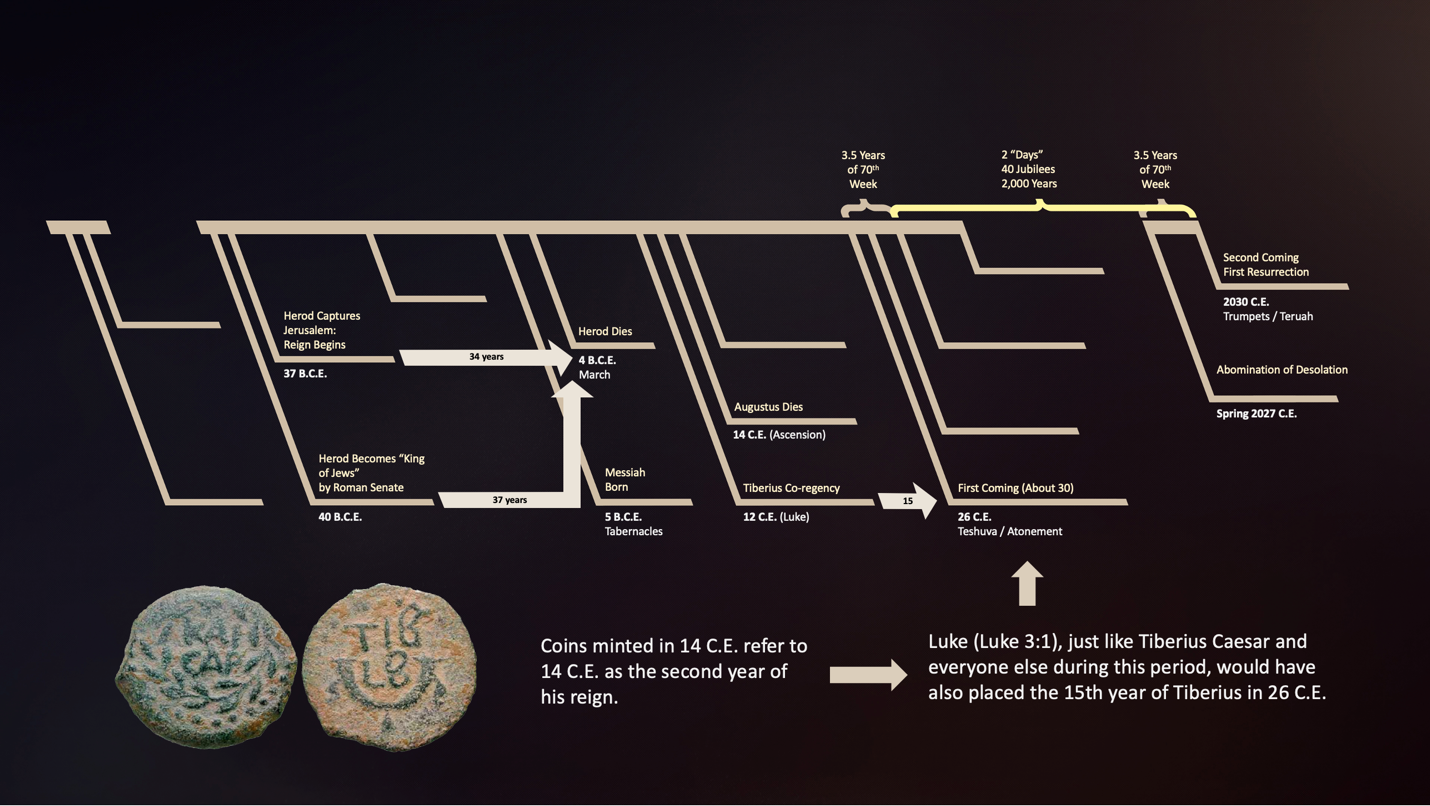 3.5 Years
of 70th
Week
2 “Days”
40 Jubilees
2,000 Years
3.5 Years
of 70th
Week
Second Coming
First Resurrection
2030 C.E.
Trumpets / Teruah
Herod Captures
Jerusalem:
Reign Begins
37 B.C.E.
34 years
Herod Dies
4 B.C.E.
March
Abomination of Desolation
Spring 2027 C.E.
Augustus Dies
14 C.E. (Ascension)
Herod Becomes “King
of Jews”
by Roman Senate
40 B.C.E.
37 years
Messiah
Born
5 B.C.E.
Tabernacles
Tiberius Co-regency
12 C.E. (Luke)
15
First Coming (About 30)
26 C.E.
Teshuva / Atonement
KAI
CAP
TIB
LB
Coins minted in 14 C.E. refer to
14 C.E. as the second year of
his reign.
Luke (Luke 3:1), just like Tiberius Caesar and
everyone else during this period, would have
also placed the 15th year of Tiberius in 26 C.E.